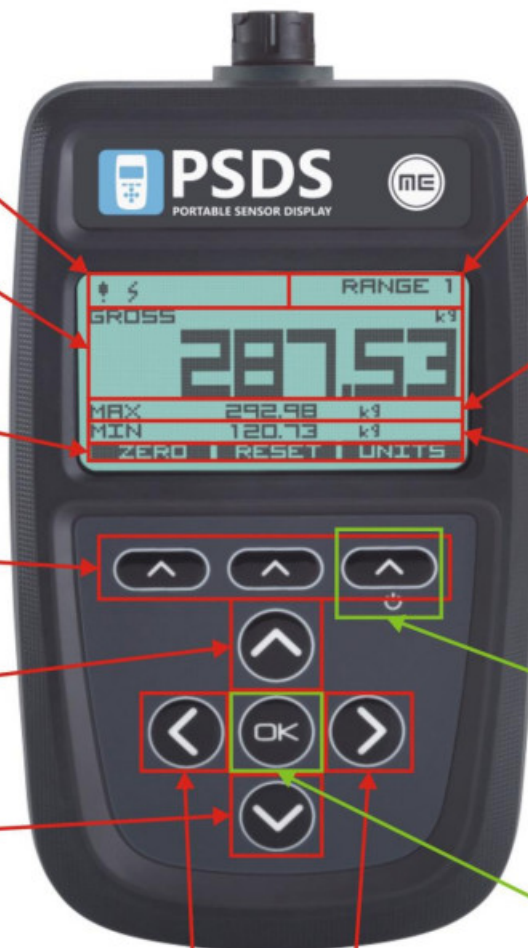 PSDS
PORTABLE SENSOR DISPLAY
ME
RANGE 1
GROSS kg
287.53
MAX 292.98 kg
MIN 120.73 kg
ZERO | RESET | UNITS
OK